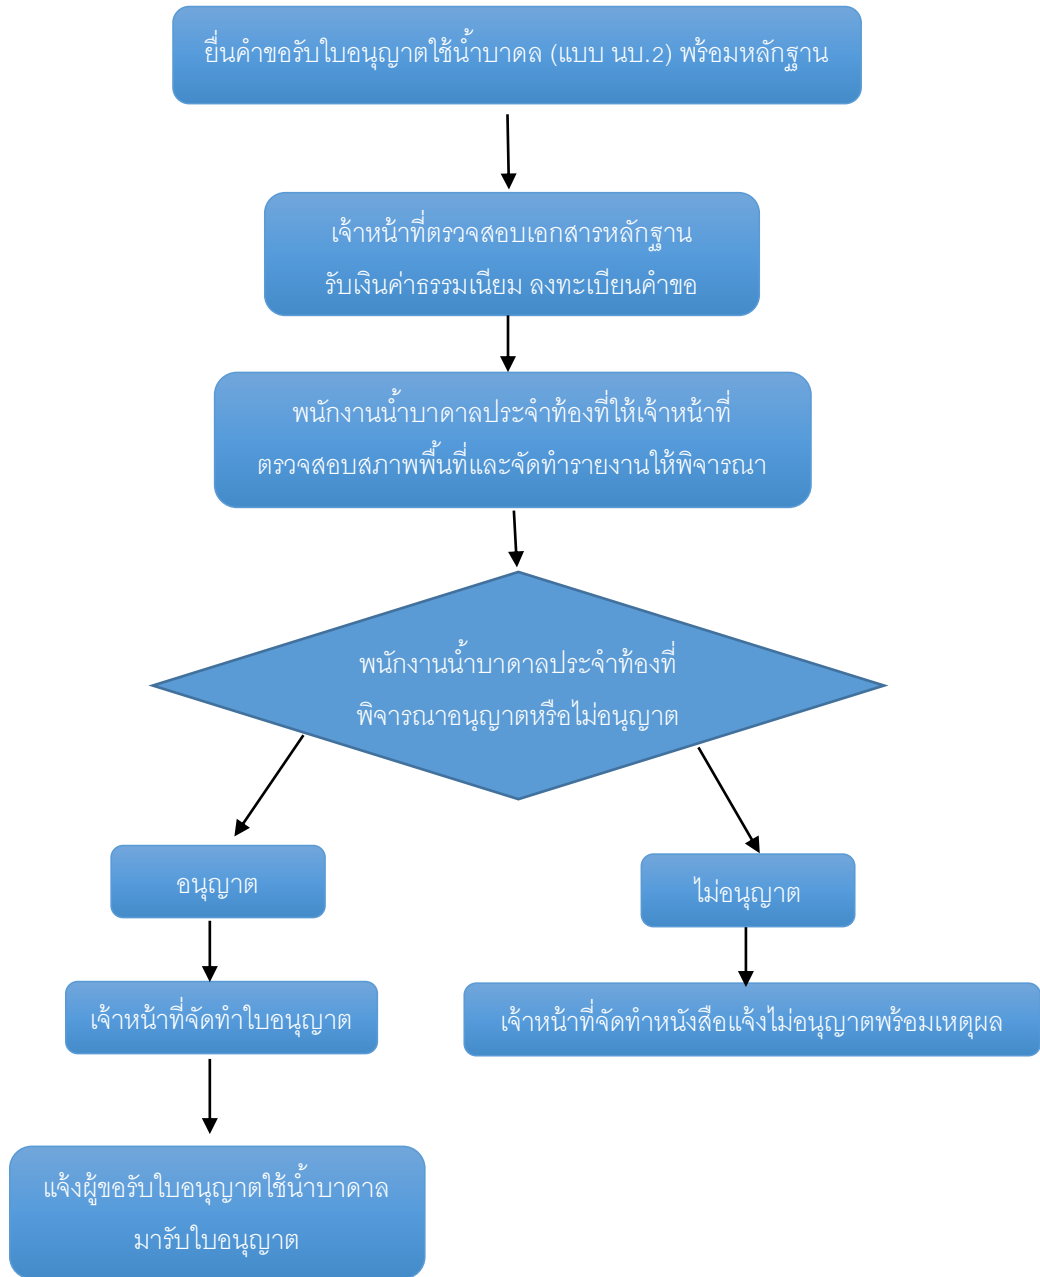 ยื่นคำขอรับใบอนุญาตใช้น้ำบาดล (แบบ นบ.2) พร้อมหลักฐาน
เจ้าหน้าที่ตรวจสอบเอกสารหลักฐาน
รับเงินค่าธรรมเนียม ลงทะเบียนคำขอ
พนักงานน้ำบาดาลประจำท้องที่ให้เจ้าหน้าที่
ตรวจสอบสภาพพื้นที่และจัดทำรายงานให้พิจารณา
พนักงานน้ำบาดาลประจำท้องที่
พิจารณาอนุญาตหรือไม่อนุญาต
อนุญาต
ไม่อนุญาต
เจ้าหน้าที่จัดทำใบอนุญาต
เจ้าหน้าที่จัดทำหนังสือแจ้งไม่อนุญาตพร้อมเหตุผล
แจ้งผู้ขอรับใบอนุญาตใช้น้ำบาดาล
มารับใบอนุญาต